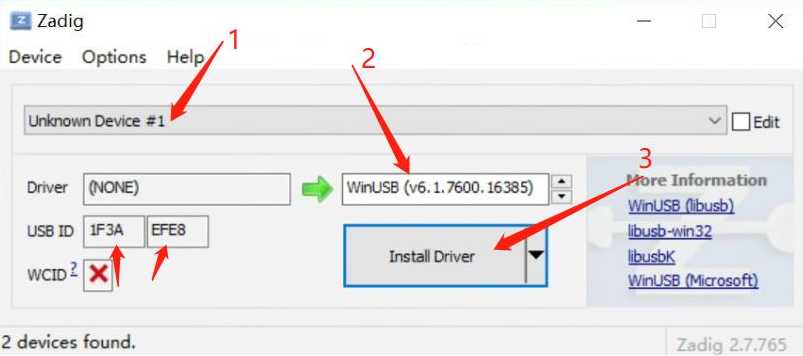 Zadig
1
Device Options Help
2
Unknown Device #1
Edit
3
Driver (NONE) WinUSB (v6.1.7600.16385)
More Information
WinUSB (libusb)
USB ID 1F3A EFE8
libusb-win32
Install Driver
libusbK
WCID ?
WinUSB (Microsoft)
2 devices found.
Zadig 2.7.765